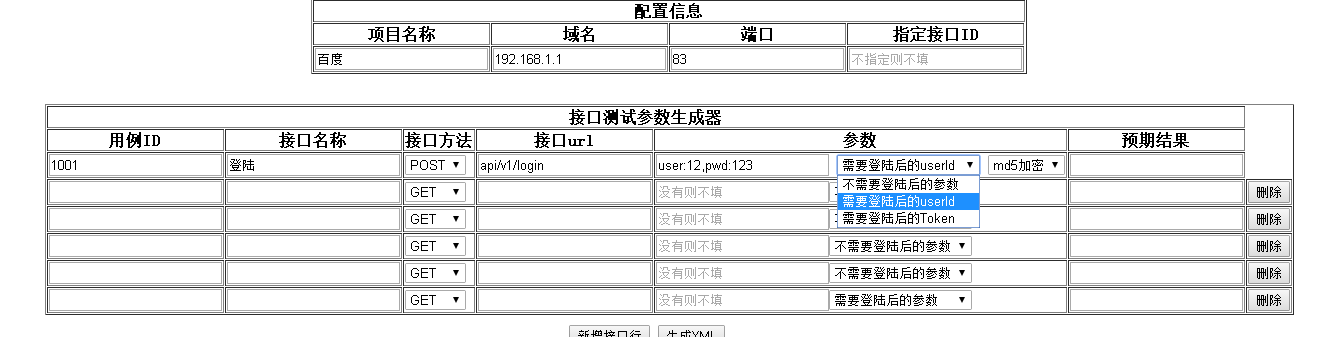 配置信息
项目名称 域名 端口 指定接口ID
百度 192.168.1.1 83 不指定则不填
接口测试参数生成器
用例ID 接口名称 接口方法 接口url 参数 预期结果
1001 登陆 POST api/v1/login user:12,pwd:123 需要登陆后的userId md5加密
不需要登陆后的参数
需要登陆后的userId
需要登陆后的Token
GET 没有则不填 删除
GET 没有则不填 删除
GET 没有则不填 不需要登陆后的参数 删除
GET 没有则不填 不需要登陆后的参数 删除
GET 没有则不填 需要登陆后的参数 删除
新增接口行 生成XML